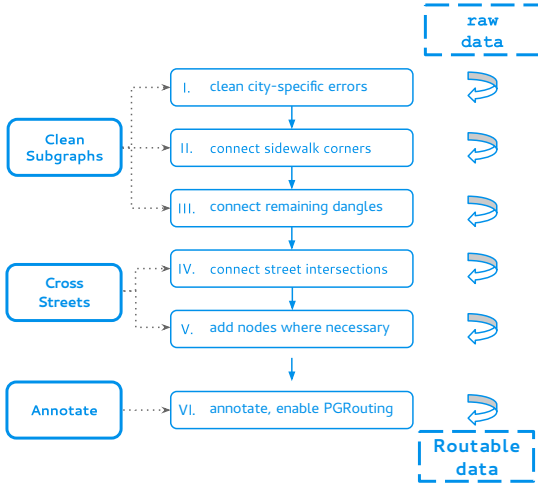 raw
data
I. clean city-specific errors
Clean
Subgraphs
II. connect sidewalk corners
III. connect remaining dangles
IV. connect street intersections
Cross
Streets
V. add nodes where necessary
Annotate
VI. annotate, enable PGRouting
Routable
data